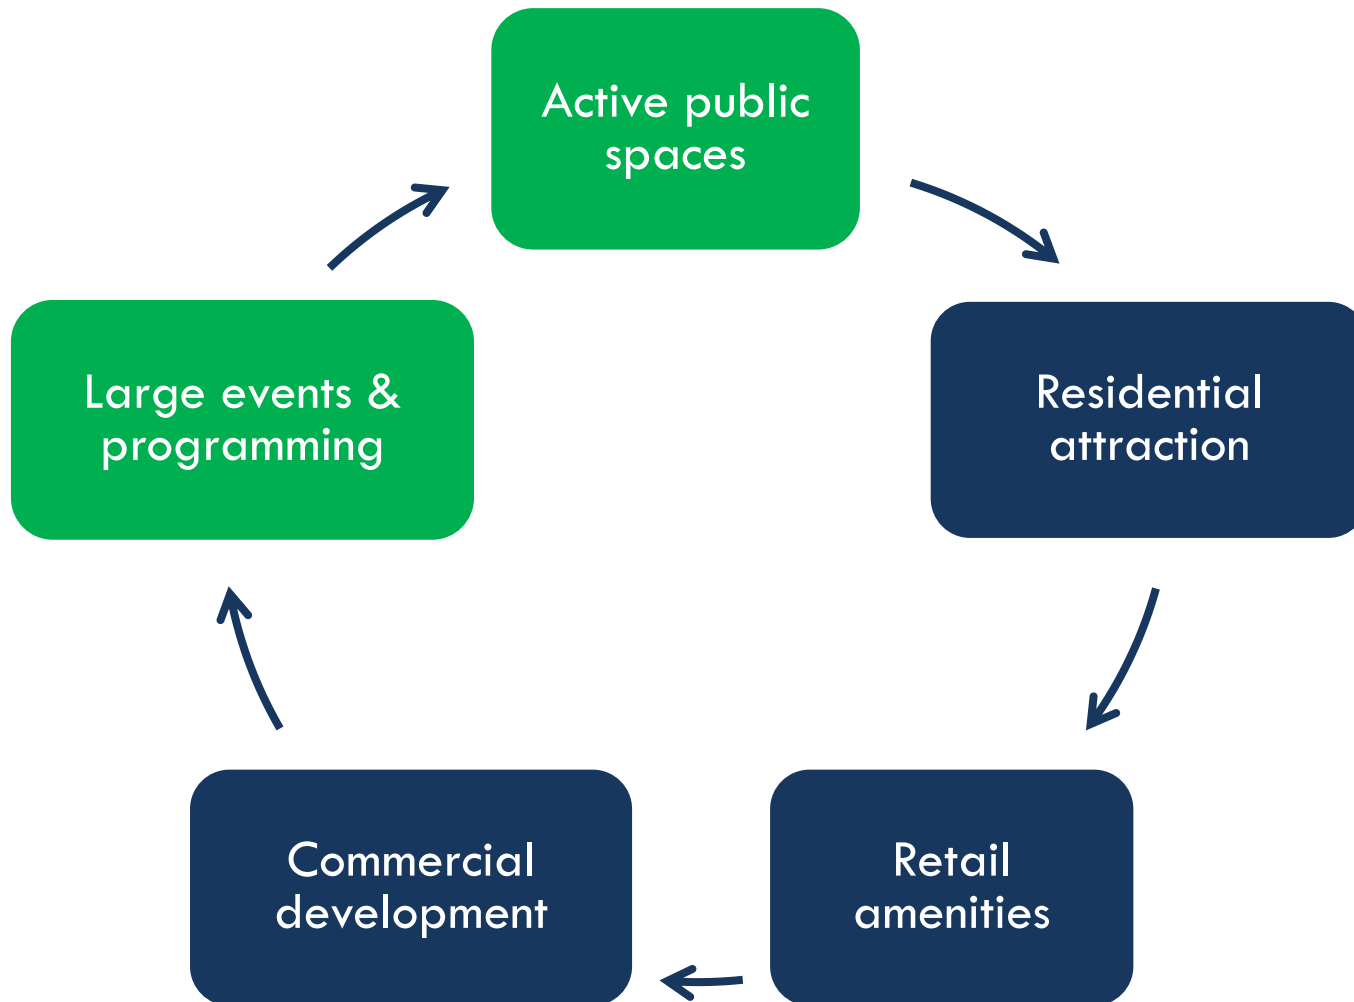 Active public
spaces
Residential
attraction
Retail
amenities
Commercial
development
Large events &
programming